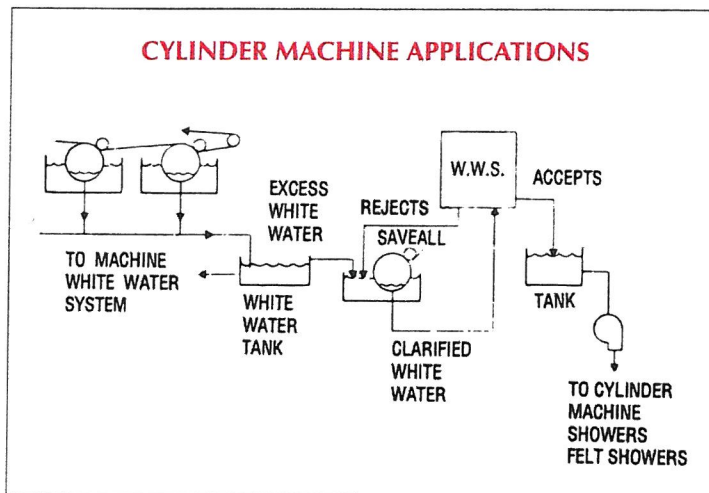 CYLINDER MACHINE APPLICATIONS
EXCESS
WHITE
WATER
REJECTS
SAVEALL
W.W.S.
ACCEPTS
TO MACHINE
WHITE WATER
SYSTEM
WHITE
WATER
TANK
CLARIFIED
WHITE
WATER
TANK
TO CYLINDER
MACHINE
SHOWERS
FELT SHOWERS